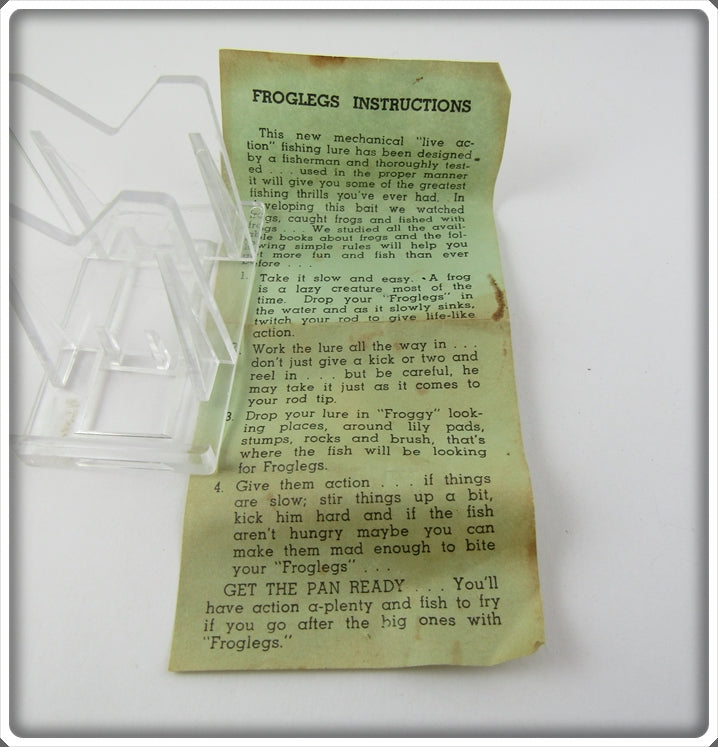 FROGLEGS INSTRUCTIONS
This new mechanical "live ac-
tion" fishing lure has been designed
by a fisherman and thoroughly test-
ed . . . used in the proper manner
it will give you some of the greatest
fishing thrills you've ever had. In
eveloping this bait we watched
gs, caught frogs and fished with
frogs . . . We studied all the avail-
ble books about frogs and the fol-
wing simple rules will help you
t more fun and fish than ever
before . . .
1. Take it slow and easy. A frog
is a lazy creature most of the
time. Drop your "Froglegs" in
the water and as it slowly sinks,
twitch your rod to give life-like
action.
2. Work the lure all the way in . . .
don't just give a kick or two and
reel in . . . but be careful, he
may take it just as it comes to
your rod tip.
3. Drop your lure in "Froggy" look-
ing places, around lily pads,
stumps, rocks and brush, that's
where the fish will be looking
for Froglegs.
4. Give them action . . . if things
are slow; stir things up a bit,
kick him hard and if the fish
aren't hungry maybe you can
make them mad enough to bite
your "Froglegs" . . .
GET THE PAN READY . . . You'll
have action a-plenty and fish to fry
if you go after the big ones with
"Froglegs."